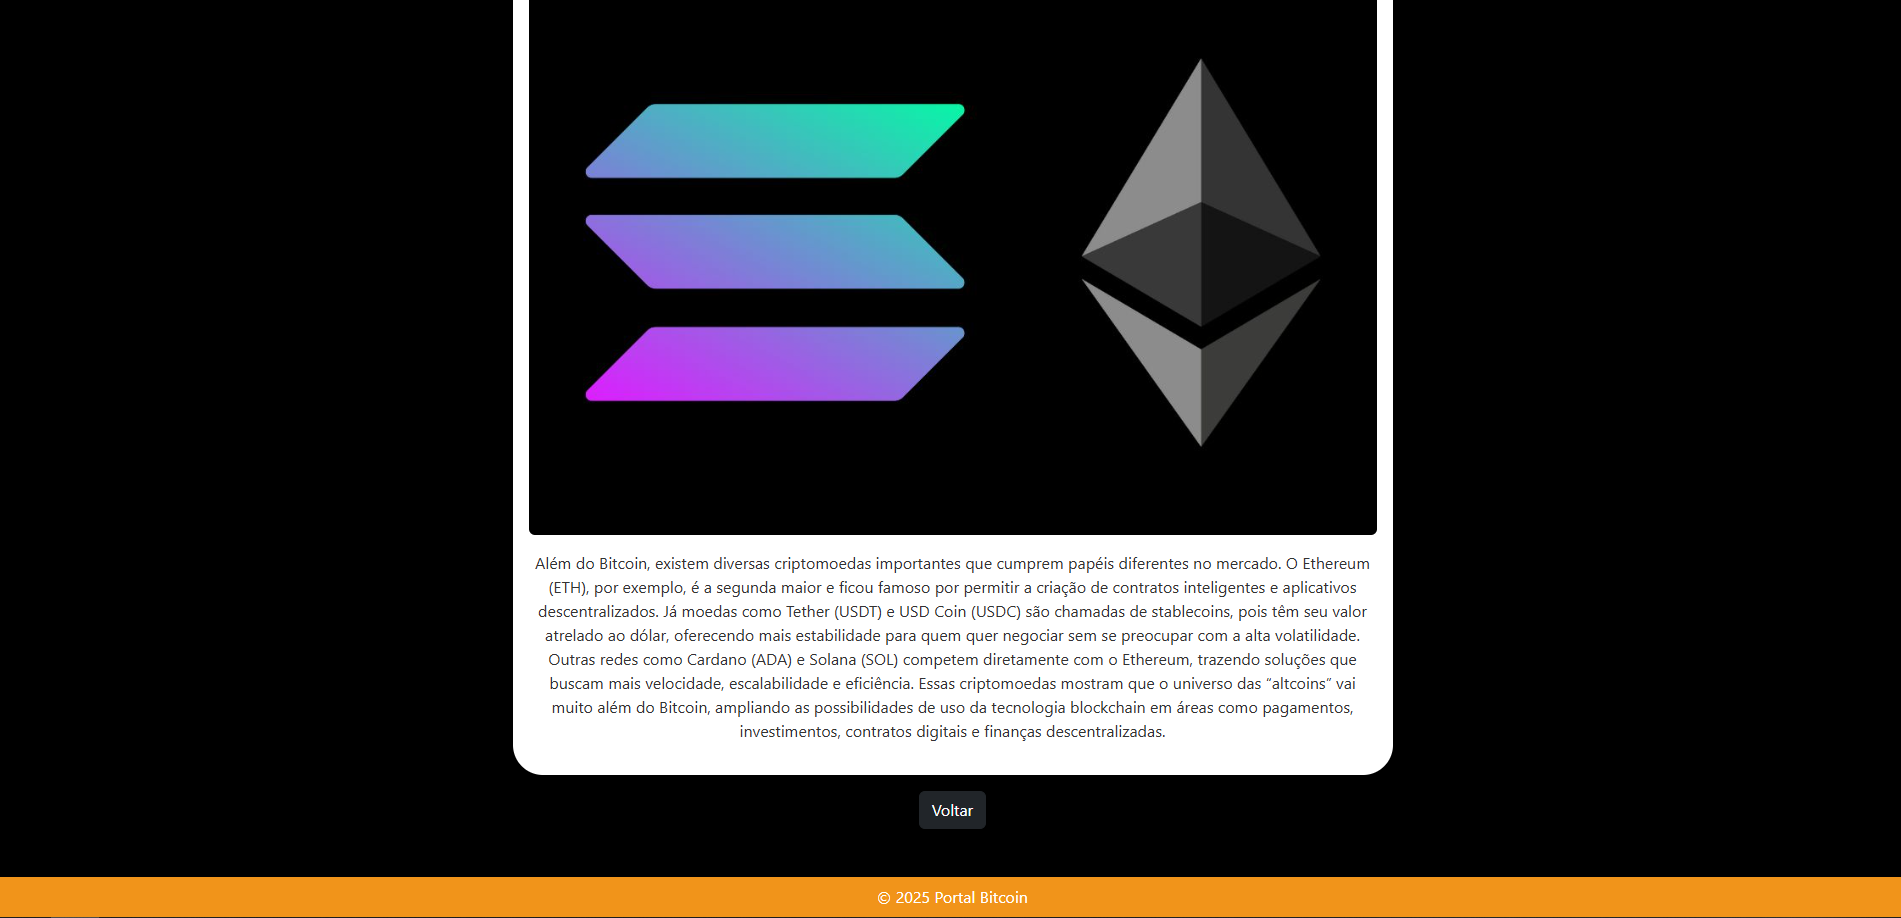 Além do Bitcoin, existem diversas criptomoedas importantes que cumprem papéis diferentes no mercado. O Ethereum
(ETH), por exemplo, é a segunda maior e ficou famoso por permitir a criação de contratos inteligentes e aplicativos
descentralizados. Já moedas como Tether (USDT) e USD Coin (USDC) são chamadas de stablecoins, pois têm seu valor
atrelado ao dólar, oferecendo mais estabilidade para quem quer negociar sem se preocupar com a alta volatilidade.
Outras redes como Cardano (ADA) e Solana (SOL) competem diretamente com o Ethereum, trazendo soluções que
buscam mais velocidade, escalabilidade e eficiência. Essas criptomoedas mostram que o universo das “altcoins” vai
muito além do Bitcoin, ampliando as possibilidades de uso da tecnologia blockchain em áreas como pagamentos,
investimentos, contratos digitais e finanças descentralizadas.
Voltar
© 2025 Portal Bitcoin